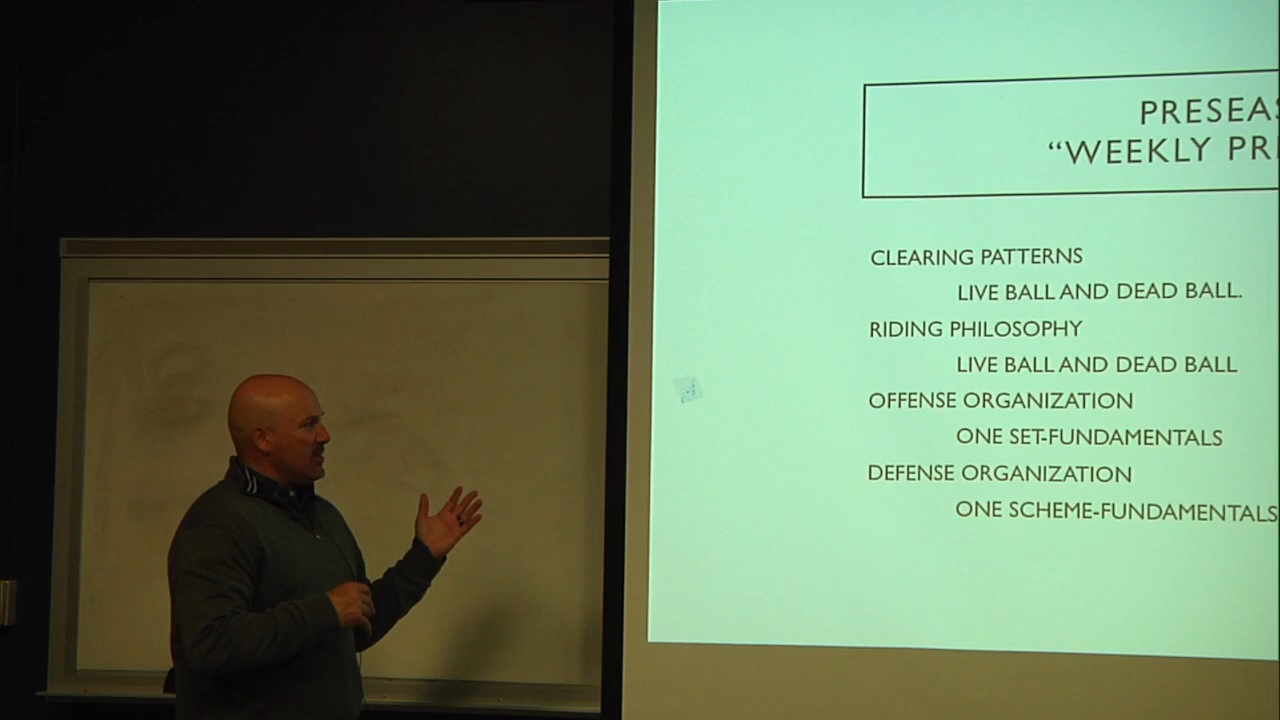 PRESEA
“WEEKLY PR
CLEARING PATTERNS
LIVE BALL AND DEAD BALL.
RIDING PHILOSOPHY
LIVE BALL AND DEAD BALL
OFFENSE ORGANIZATION
ONE SET-FUNDAMENTALS
DEFENSE ORGANIZATION
ONE SCHEME-FUNDAMENTALS